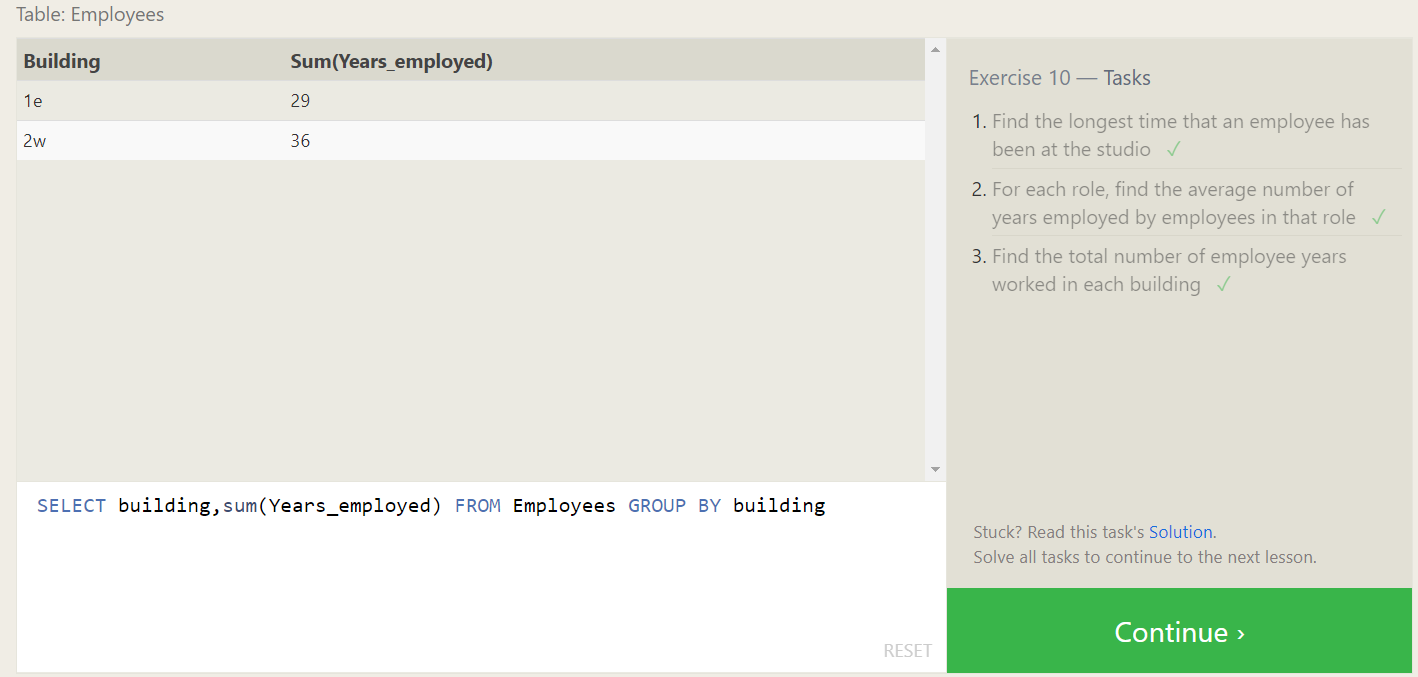 Table: Employees
Building Sum(Years_employed)
1e 29
2w 36
SELECT building,sum(Years_employed) FROM Employees GROUP BY building
RESET
Exercise 10 — Tasks
1. Find the longest time that an employee has
been at the studio ✓
2. For each role, find the average number of
years employed by employees in that role ✓
3. Find the total number of employee years
worked in each building ✓
Stuck? Read this task's Solution.
Solve all tasks to continue to the next lesson.
Continue ›